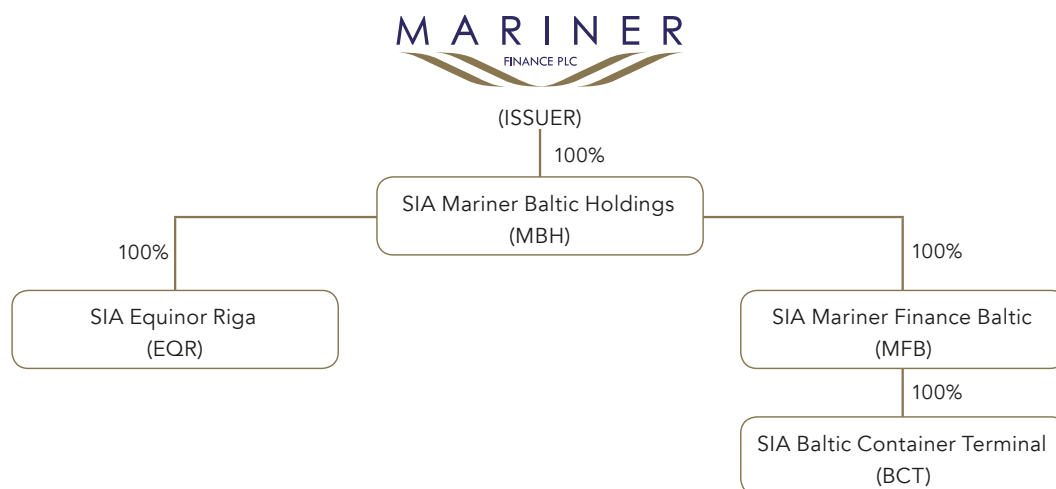 MARINER
FINANCE PLC
(ISSUER)
100%
SIA Mariner Baltic Holdings
(MBH)
100%
100%
SIA Equinor Riga
(EQR)
SIA Mariner Finance Baltic
(MFB)
100%
SIA Baltic Container Terminal
(BCT)